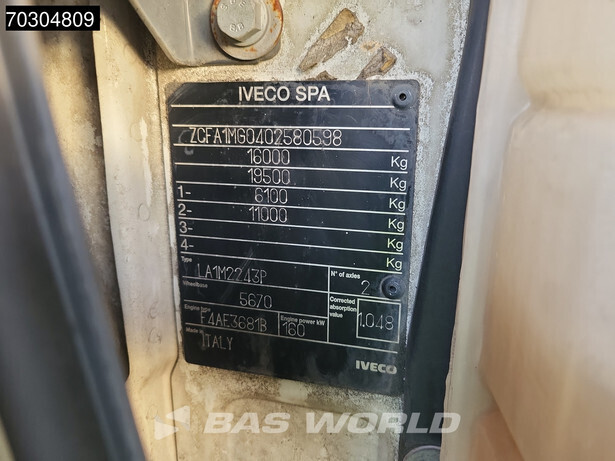 70304809
IVECO SPA
ZCFA1MG0402580598
16000 Kg
19500 Kg
1- 6100 Kg
2- 11000 Kg
3- Kg
4- Kg
Type LA1M2243P N° of axles 2
Wheelbase 5670 Corrected absorption value 1.0.48
Engine type F4AE3681B Engine power kW 160
Made in ITALY
IVECO
BAS WORLD